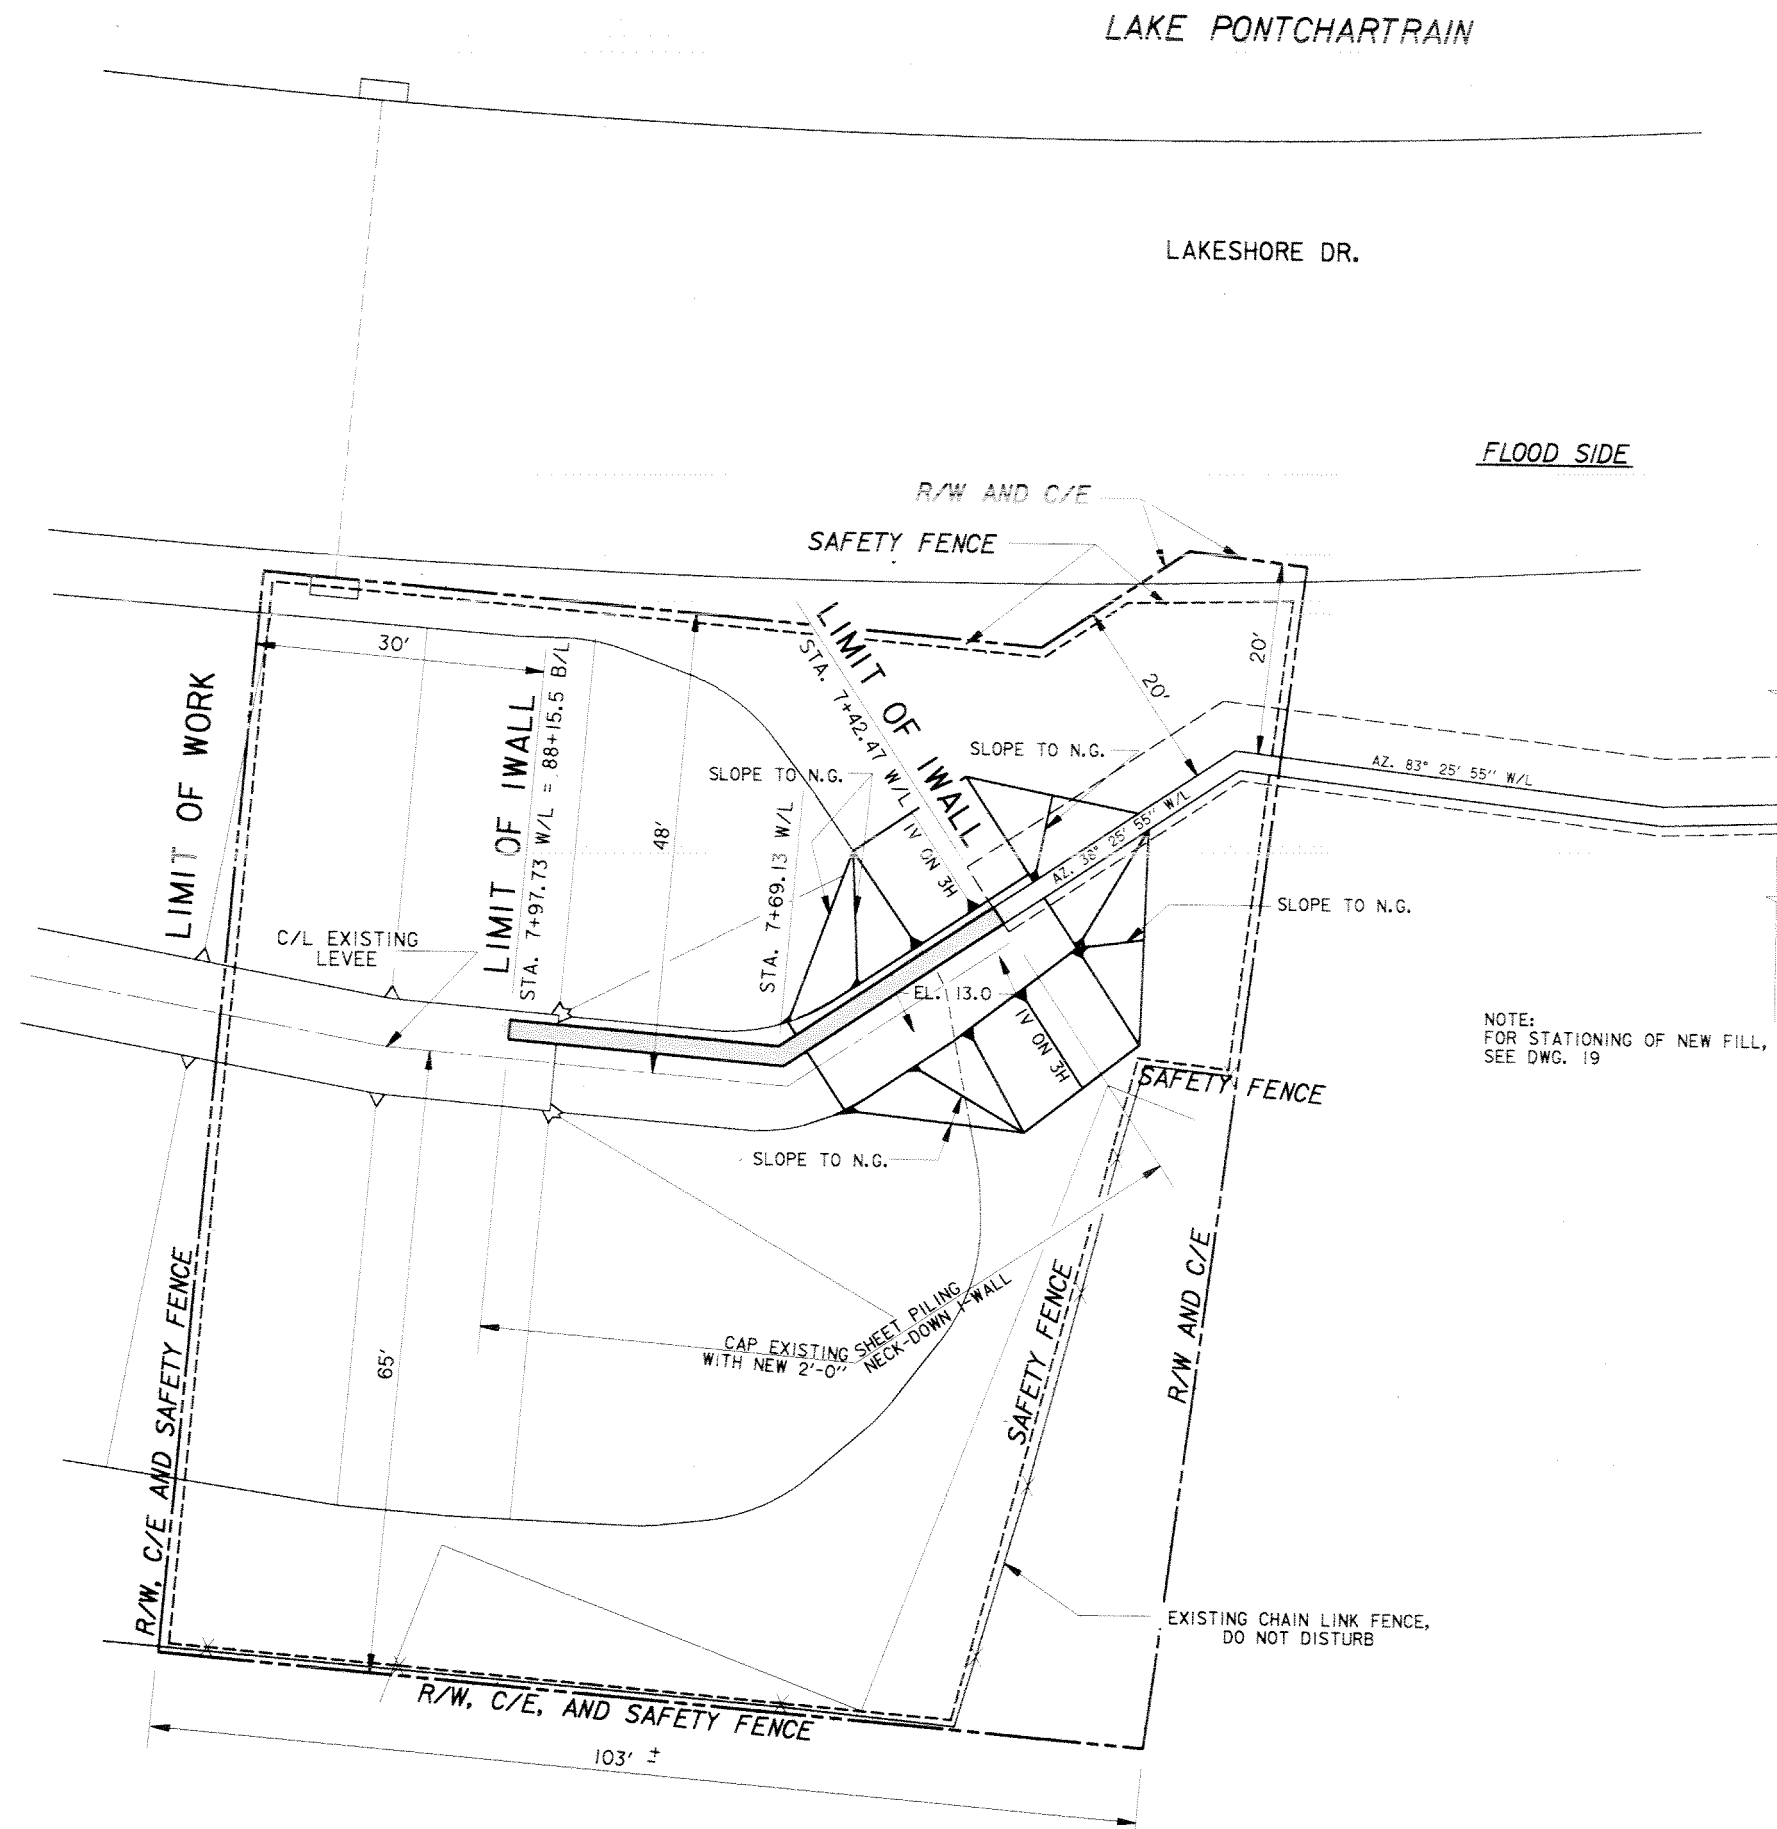 LAKE PONTCHARTRAIN
LAKESHORE DR.
FLOOD SIDE
R/W AND C/E
SAFETY FENCE
30'
LIMIT OF WORK
LIMIT OF IWALL
STA. 7+97.73 W/L = 88+15.5 B/L
48'
LIMIT OF IWALL
STA. 7+42.47 W/L
20'
20'
SLOPE TO N.G.
SLOPE TO N.G.
STA. 7+69.13 W/L
1V ON 3H
AZ. 38° 25' 55" W/L
AZ. 83° 25' 55" W/L
SLOPE TO N.G.
C/L EXISTING
LEVEE
EL. 13.0
1V ON 3H
NOTE:
FOR STATIONING OF NEW FILL,
SEE DWG. 19
SAFETY FENCE
SLOPE TO N.G.
CAP EXISTING SHEET PILING
WITH NEW 2'-0" NECK-DOWN I-WALL
65'
R/W, C/E AND SAFETY FENCE
SAFETY FENCE
R/W AND C/E
EXISTING CHAIN LINK FENCE,
DO NOT DISTURB
R/W, C/E, AND SAFETY FENCE
103' ±